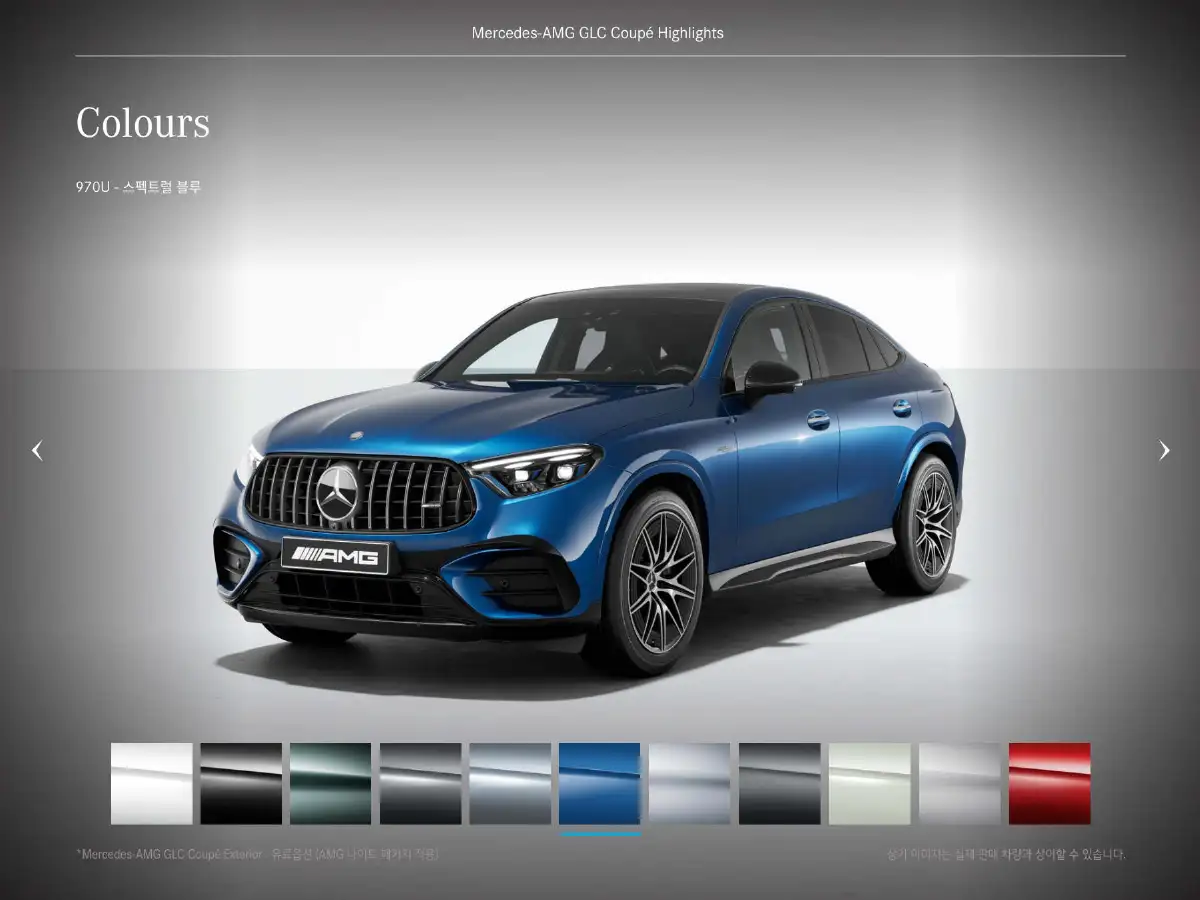 Mercedes-AMG GLC Coupé Highlights
Colours
970U - 스펙트럴 블루
AMG
*Mercedes-AMG GLC Coupé Exterior - 유료옵션 (AMG 나이트 패키지 적용)
상기 이미지는 실제 판매 차량과 상이할 수 있습니다.